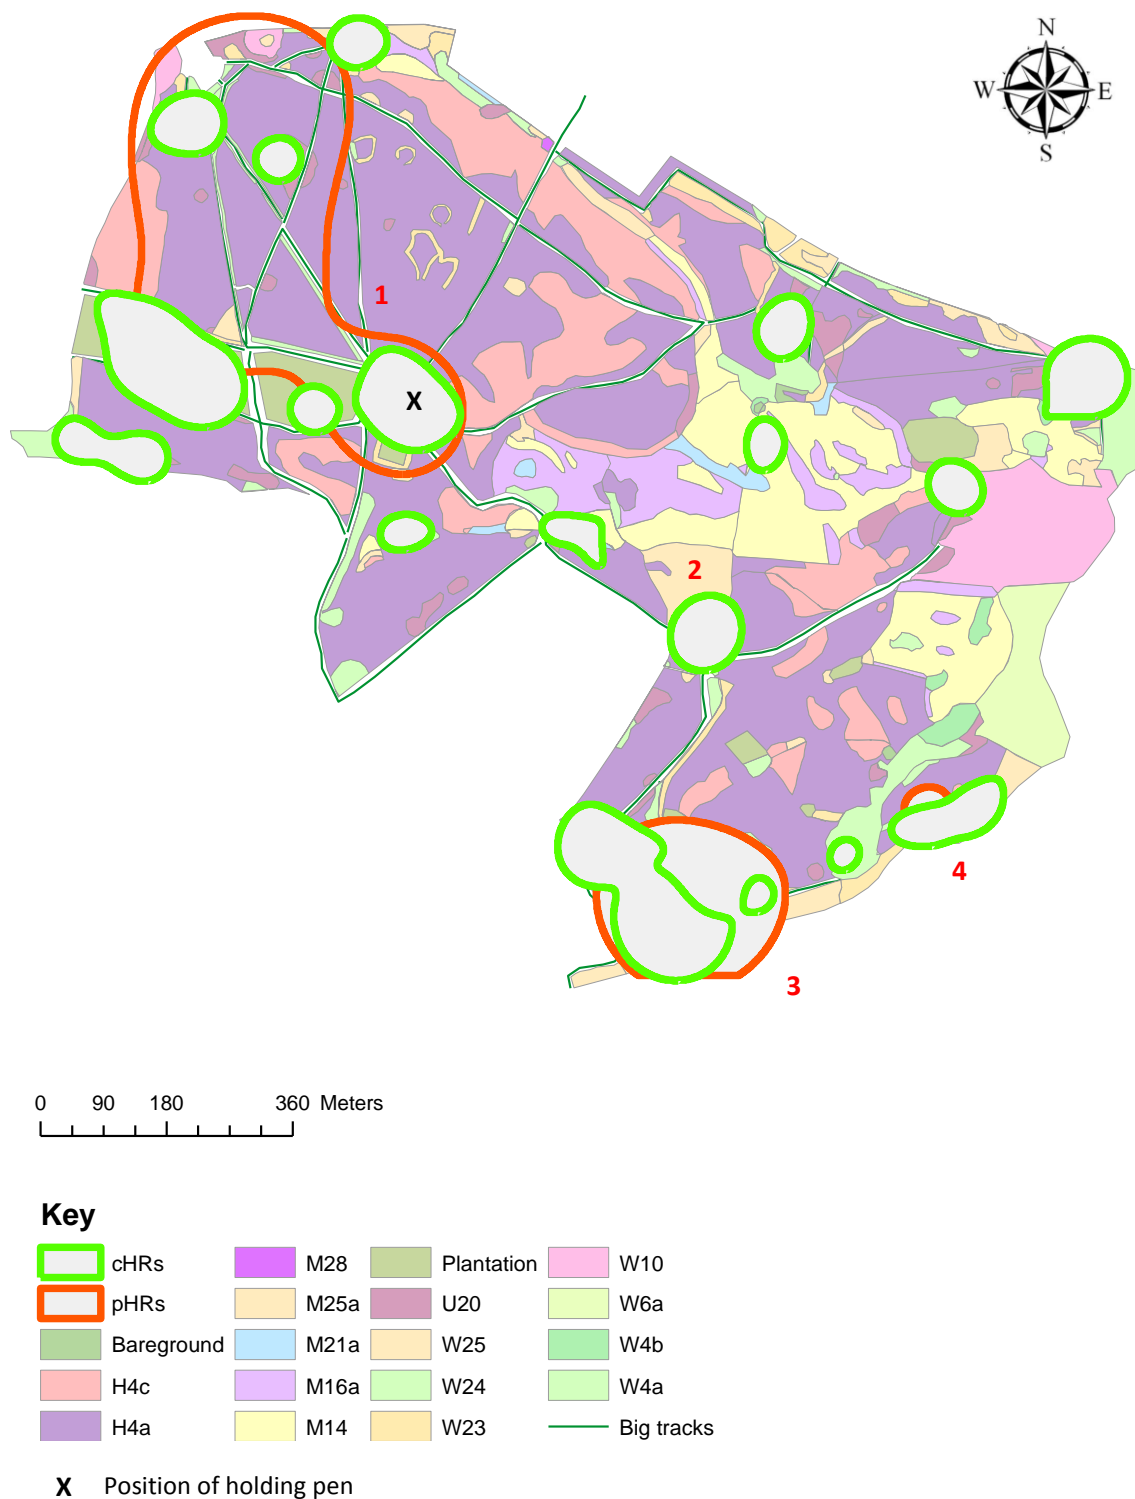 N
W E
S
1
X
2
4
3
0 90 180 360 Meters
Key
cHRs M28 Plantation W10
pHRs M25a U20 W6a
Bareground M21a W25 W4b
H4c M16a W24 W4a
H4a M14 W23 Big tracks
X Position of holding pen